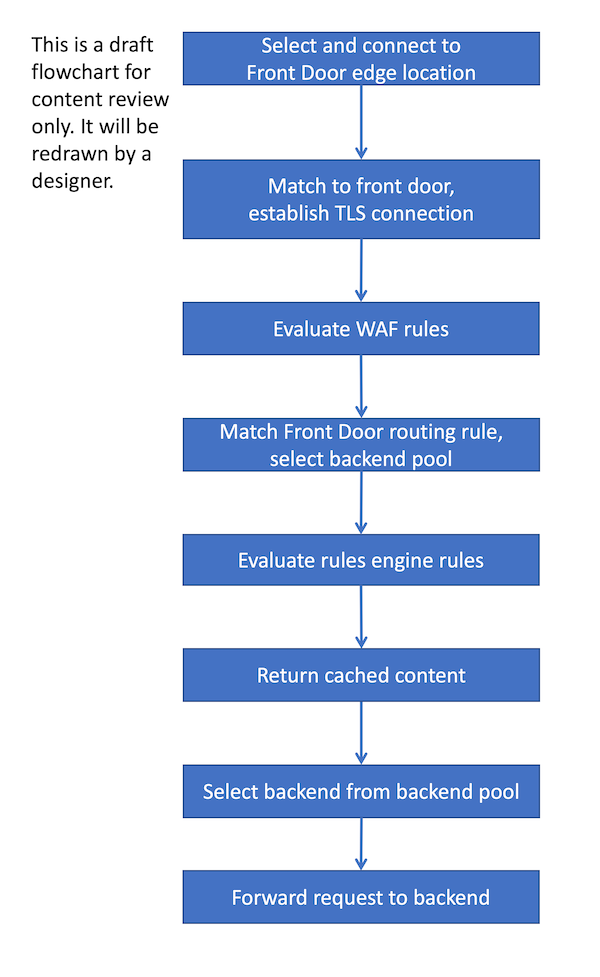 This is a draft
flowchart for
content review
only. It will be
redrawn by a
designer.
Select and connect to
Front Door edge location
Match to front door,
establish TLS connection
Evaluate WAF rules
Match Front Door routing rule,
select backend pool
Evaluate rules engine rules
Return cached content
Select backend from backend pool
Forward request to backend